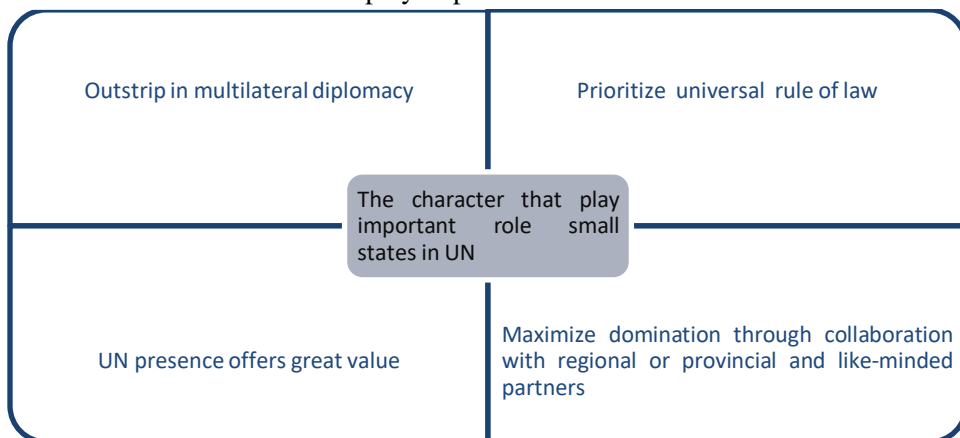 Outstrip in multilateral diplomacy
Prioritize universal rule of law
The character that play
important role small
states in UN
UN presence offers great value
Maximize domination through collaboration
with regional or provincial and like-minded
partners